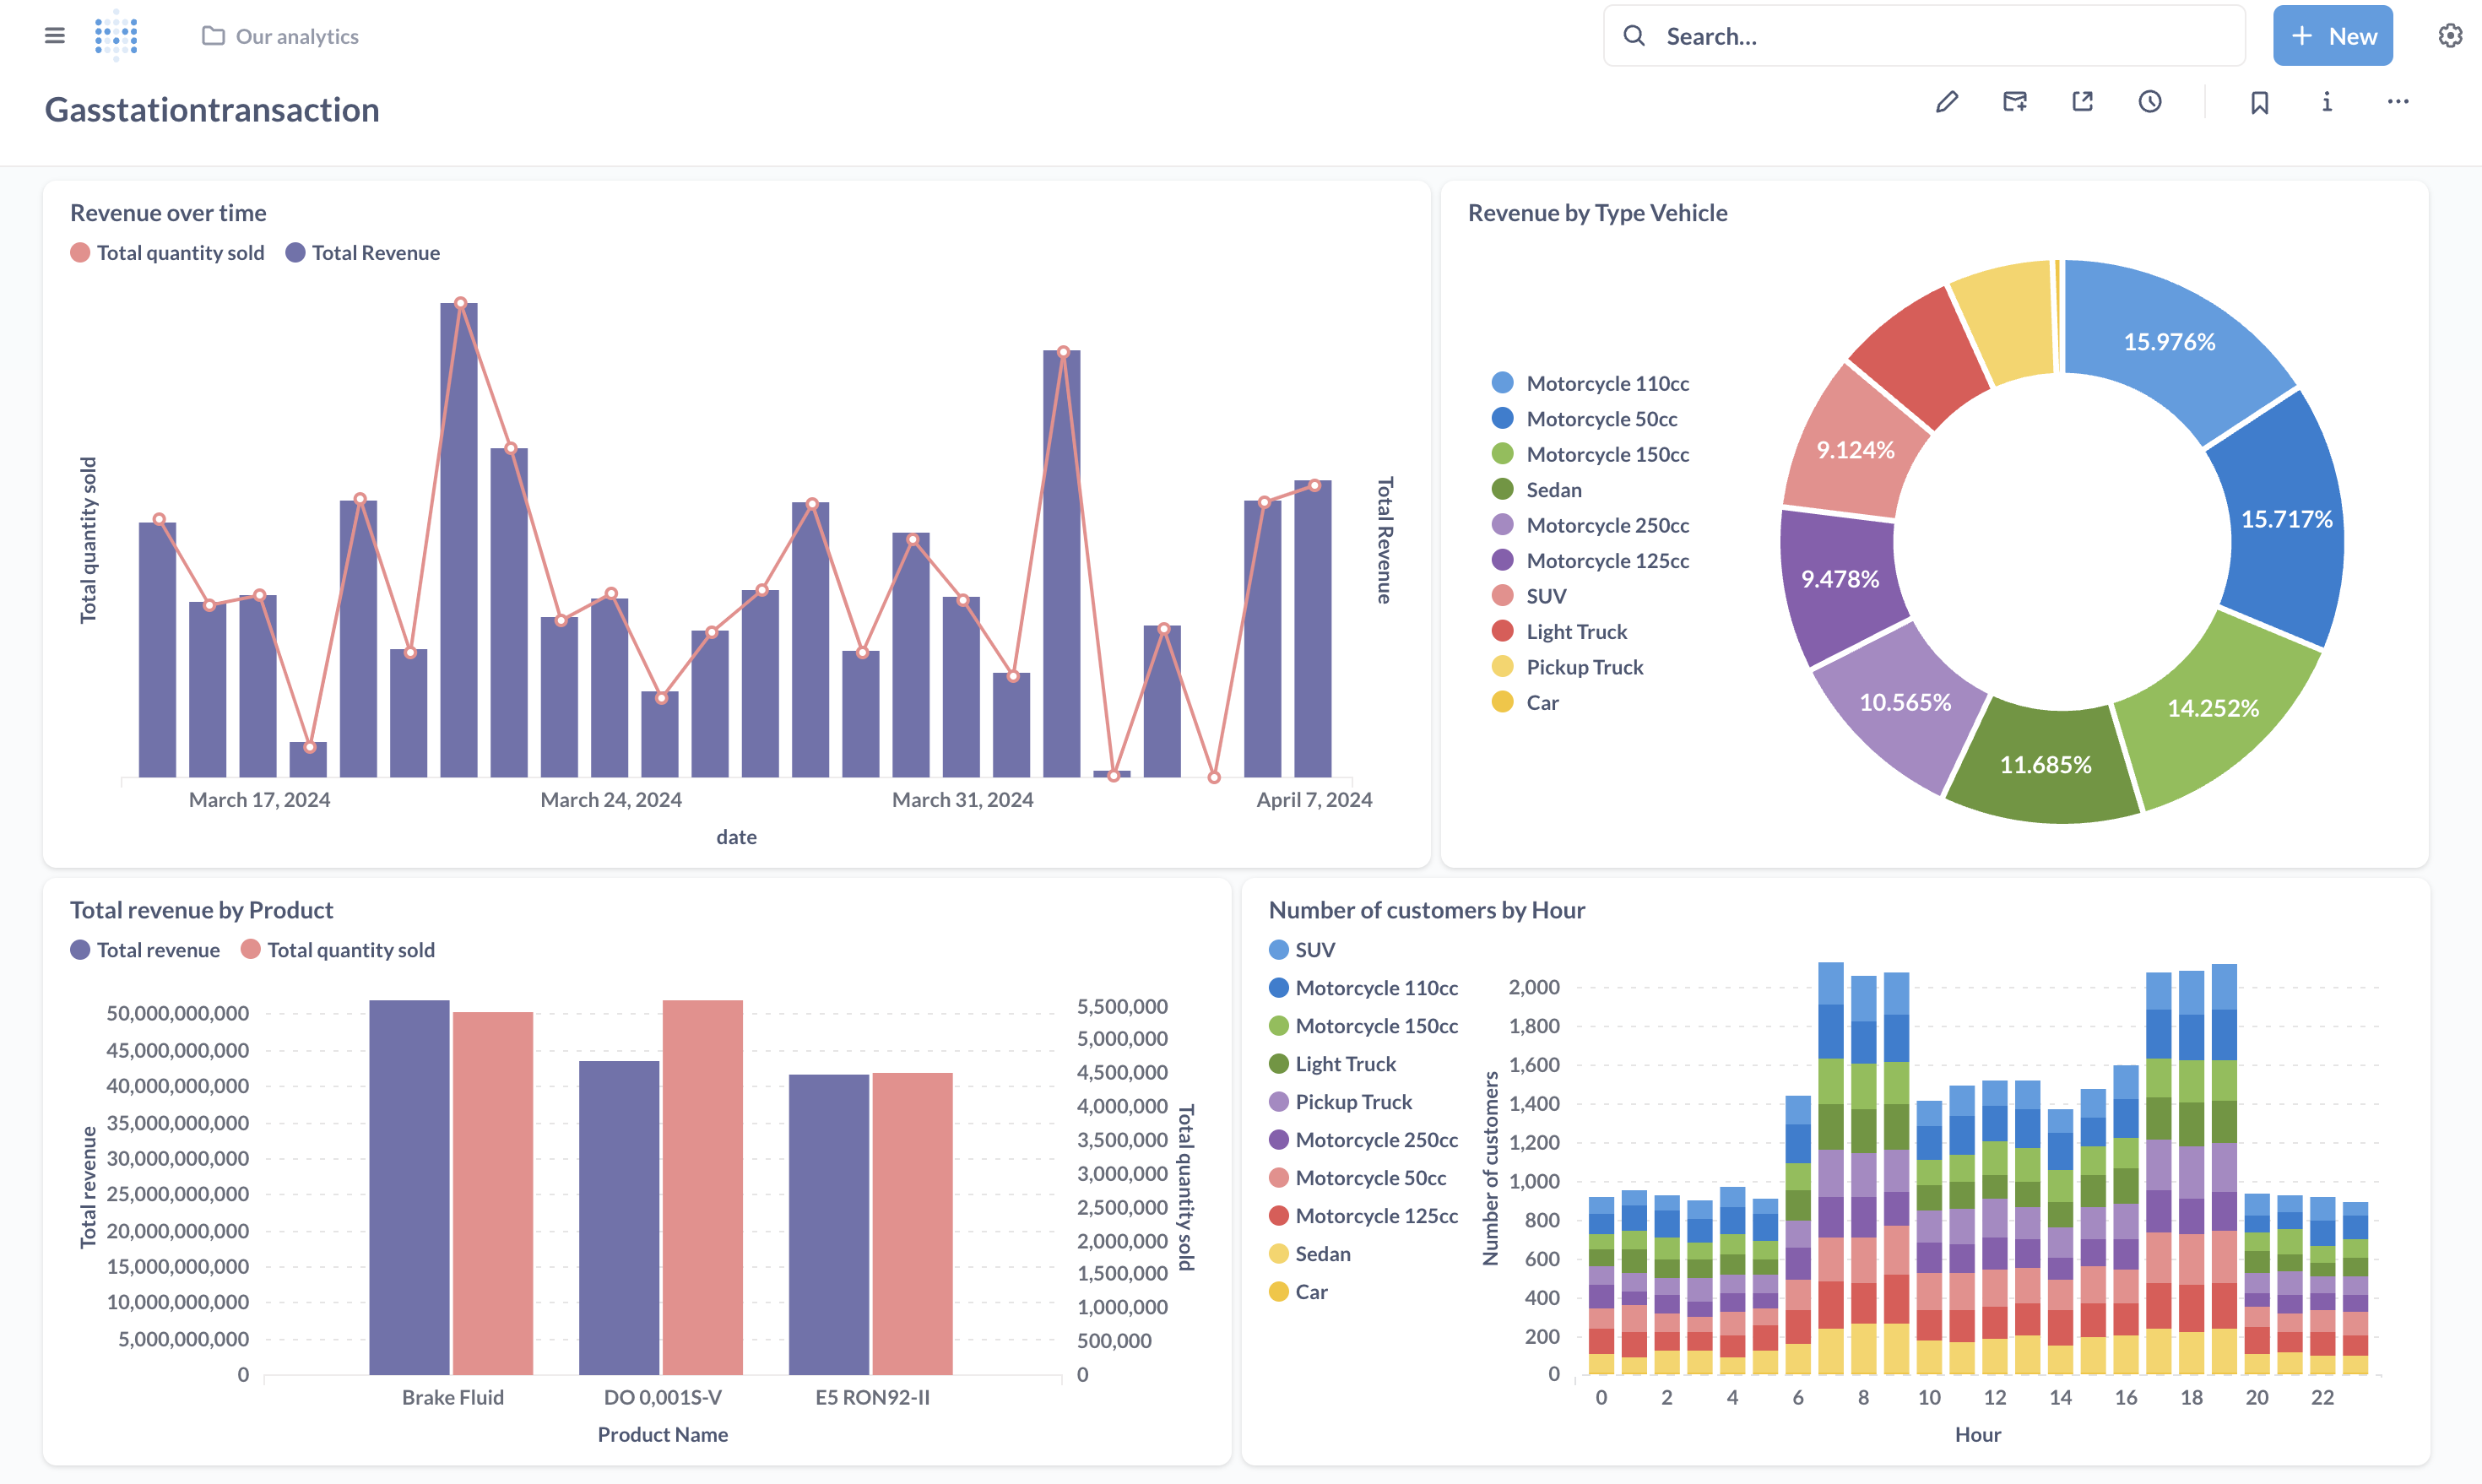 Our analytics
Search...
New
Gasstationtransaction
Revenue over time
Total quantity sold
Total Revenue
Total quantity sold
Total Revenue
March 17, 2024
March 24, 2024
March 31, 2024
April 7, 2024
date
Revenue by Type Vehicle
Motorcycle 110cc
Motorcycle 50cc
Motorcycle 150cc
Sedan
Motorcycle 250cc
Motorcycle 125cc
SUV
Light Truck
Pickup Truck
Car
15.976%
15.717%
14.252%
11.685%
10.565%
9.478%
9.124%
Total revenue by Product
Total revenue
Total quantity sold
Total revenue
50,000,000,000
45,000,000,000
40,000,000,000
35,000,000,000
30,000,000,000
25,000,000,000
20,000,000,000
15,000,000,000
10,000,000,000
5,000,000,000
0
5,500,000
5,000,000
4,500,000
4,000,000
3,500,000
3,000,000
2,500,000
2,000,000
1,500,000
1,000,000
500,000
0
Total quantity sold
Brake Fluid
DO 0,001S-V
E5 RON92-II
Product Name
Number of customers by Hour
SUV
Motorcycle 110cc
Motorcycle 150cc
Light Truck
Pickup Truck
Motorcycle 250cc
Motorcycle 50cc
Motorcycle 125cc
Sedan
Car
Number of customers
2,000
1,800
1,600
1,400
1,200
1,000
800
600
400
200
0
0 2 4 6 8 10 12 14 16 18 20 22
Hour